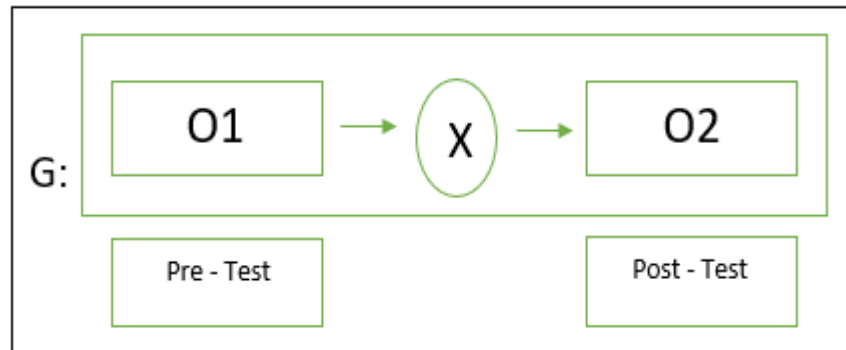 G:
O1
X
O2
Pre - Test
Post - Test